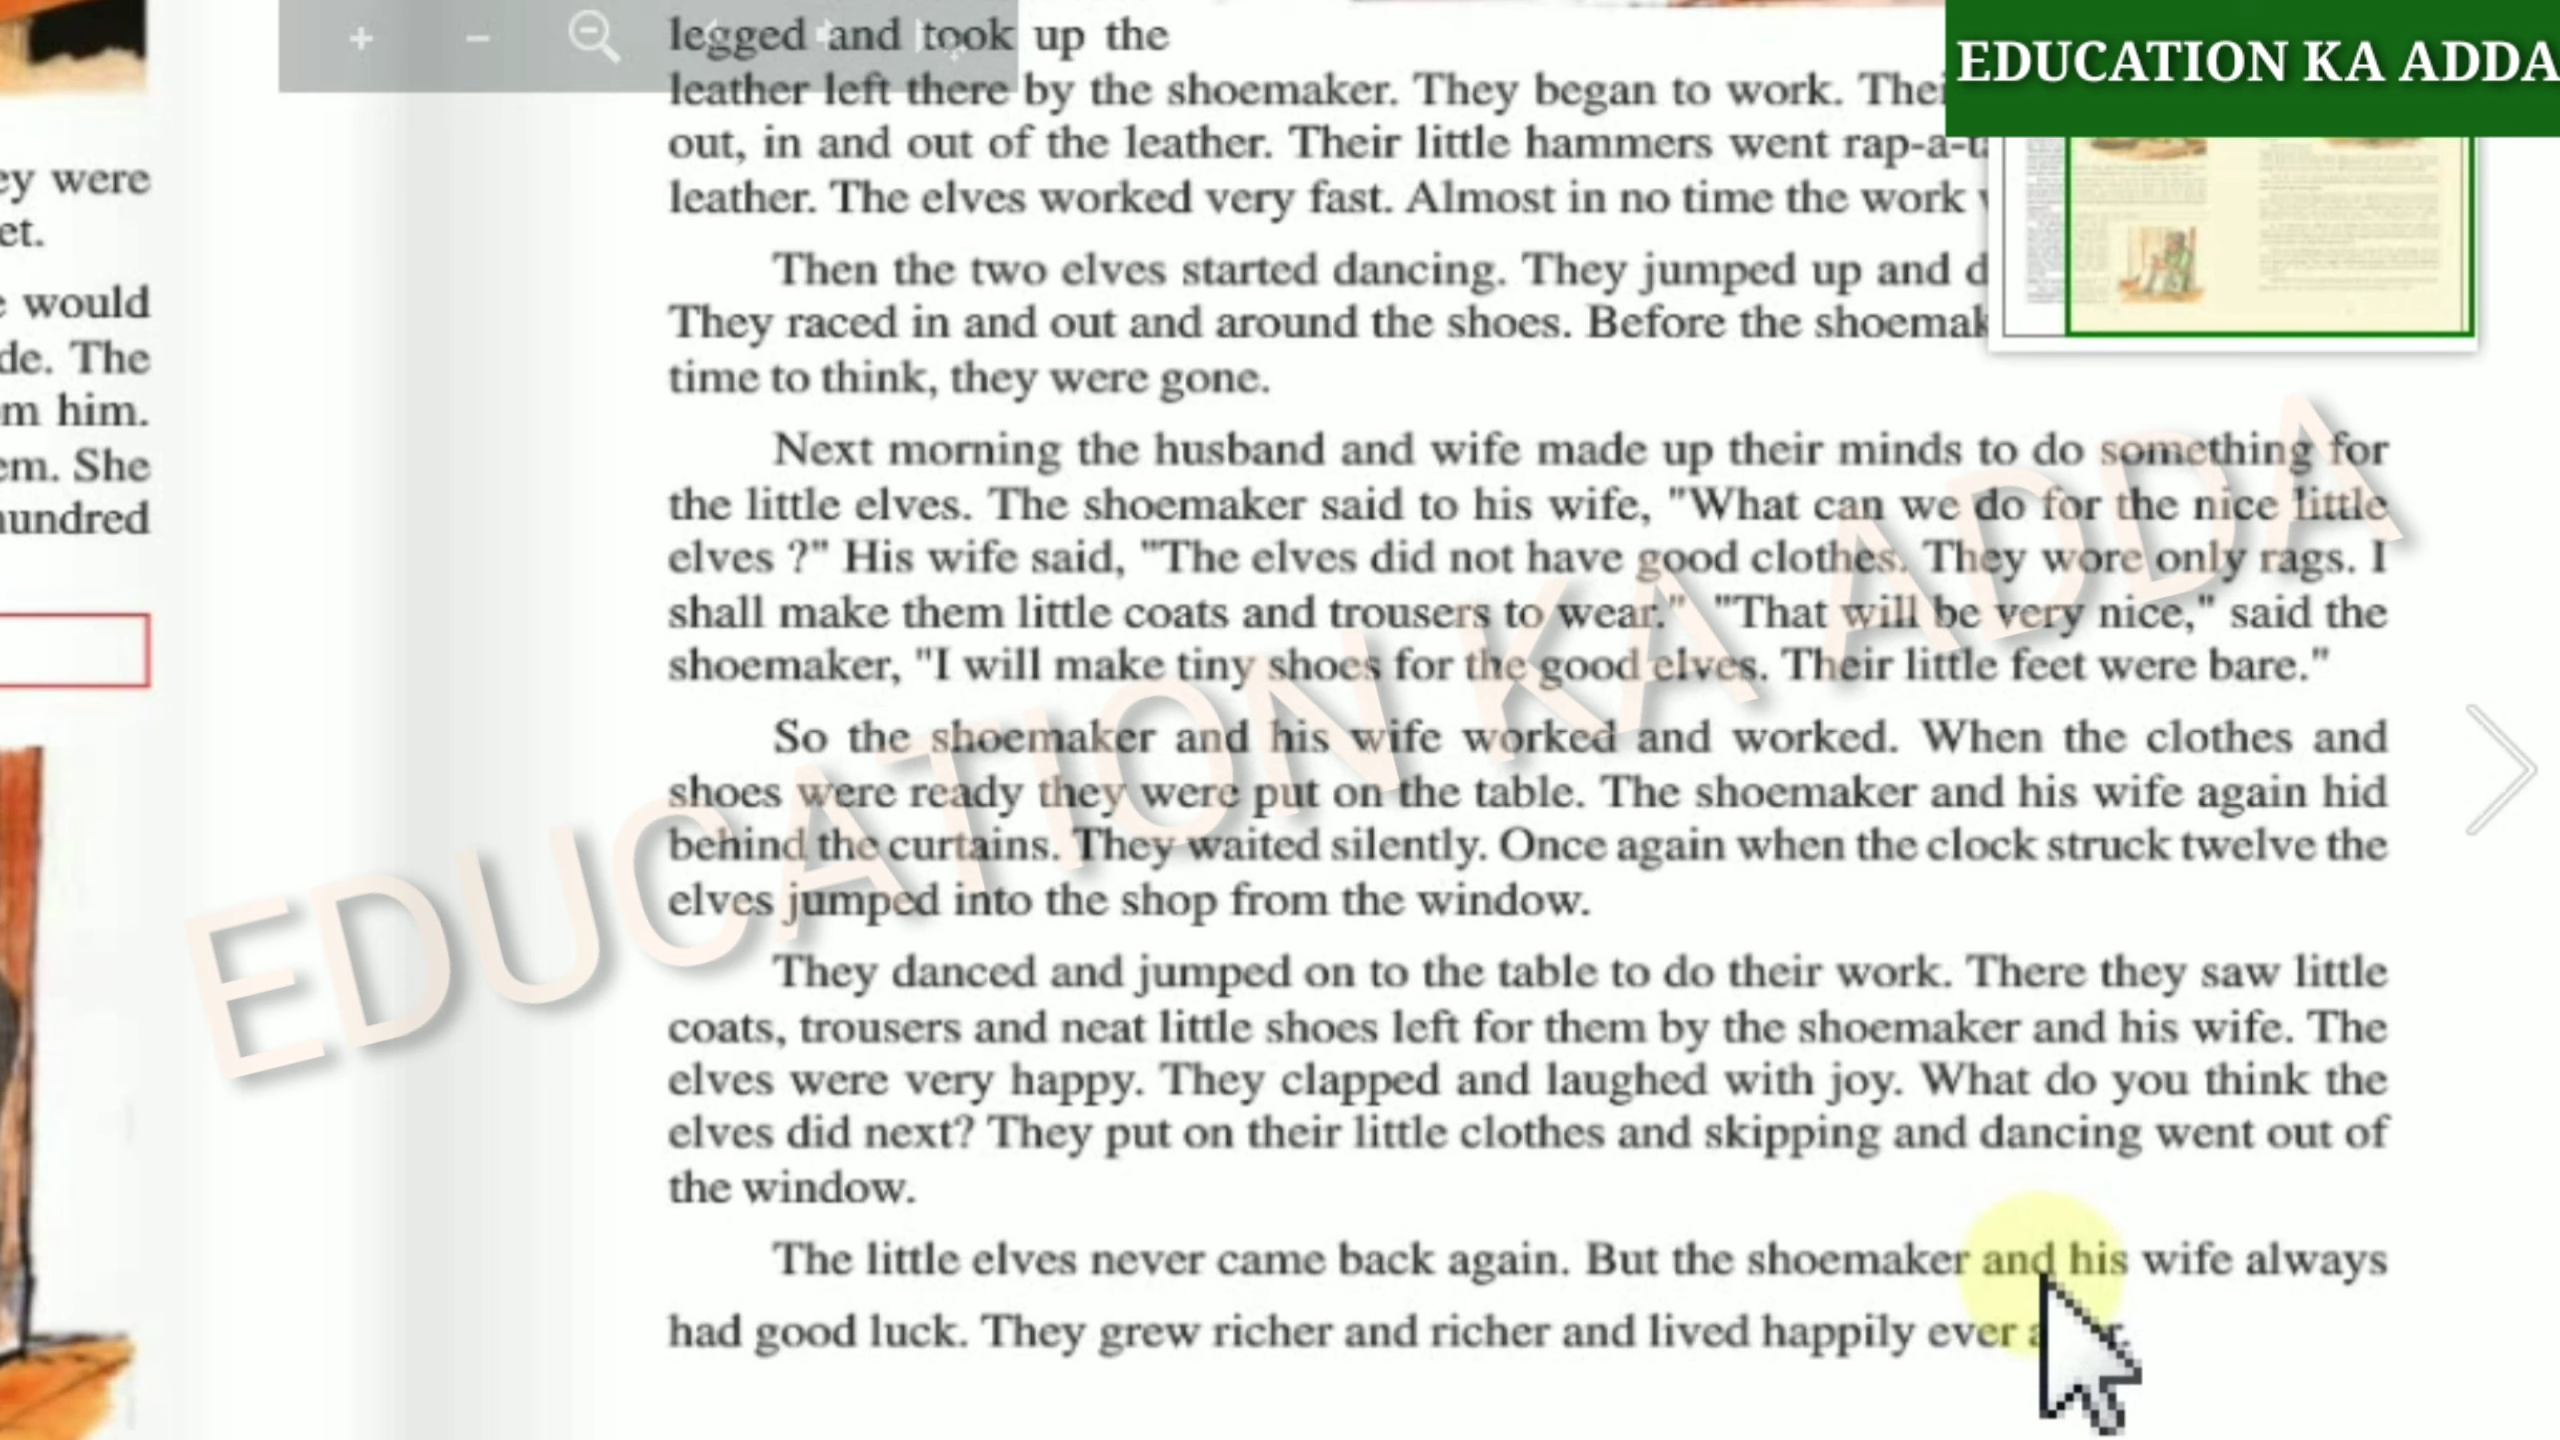 legged and took up the
EDUCATION KA ADDA
leather left there by the shoemaker. They began to work.
out, in and out of the leather. Their little hammers went
leather. The elves worked very fast. Almost in no time the work
Then the two elves started dancing. They jumped up and
They raced in and out and around the shoes. Before the
time to think, they were gone.
Next morning the husband and wife made up their minds to do something for
the little elves. The shoemaker said to his wife, "What can we do for the nice little
elves ?" His wife said, "The elves did not have good clothes. They wore only rags. I
shall make them little coats and trousers to wear." "That will be very nice," said the
shoemaker, "I will make tiny shoes for the good elves. Their little feet were bare."
So the shoemaker and his wife worked and worked. When the clothes and
shoes were ready they were put on the table. The shoemaker and his wife again hid
behind the curtains. They waited silently. Once again when the clock struck twelve the
elves jumped into the shop from the window.
They danced and jumped on to the table to do their work. There they saw little
coats, trousers and neat little shoes left for them by the shoemaker and his wife. The
elves were very happy. They clapped and laughed with joy. What do you think the
elves did next? They put on their little clothes and skipping and dancing went out of
the window.
The little elves never came back again. But the shoemaker and his wife always
had good luck. They grew richer and richer and lived happily ever
were
et.
would
The
him.
She
EDUCATION KA ADDA